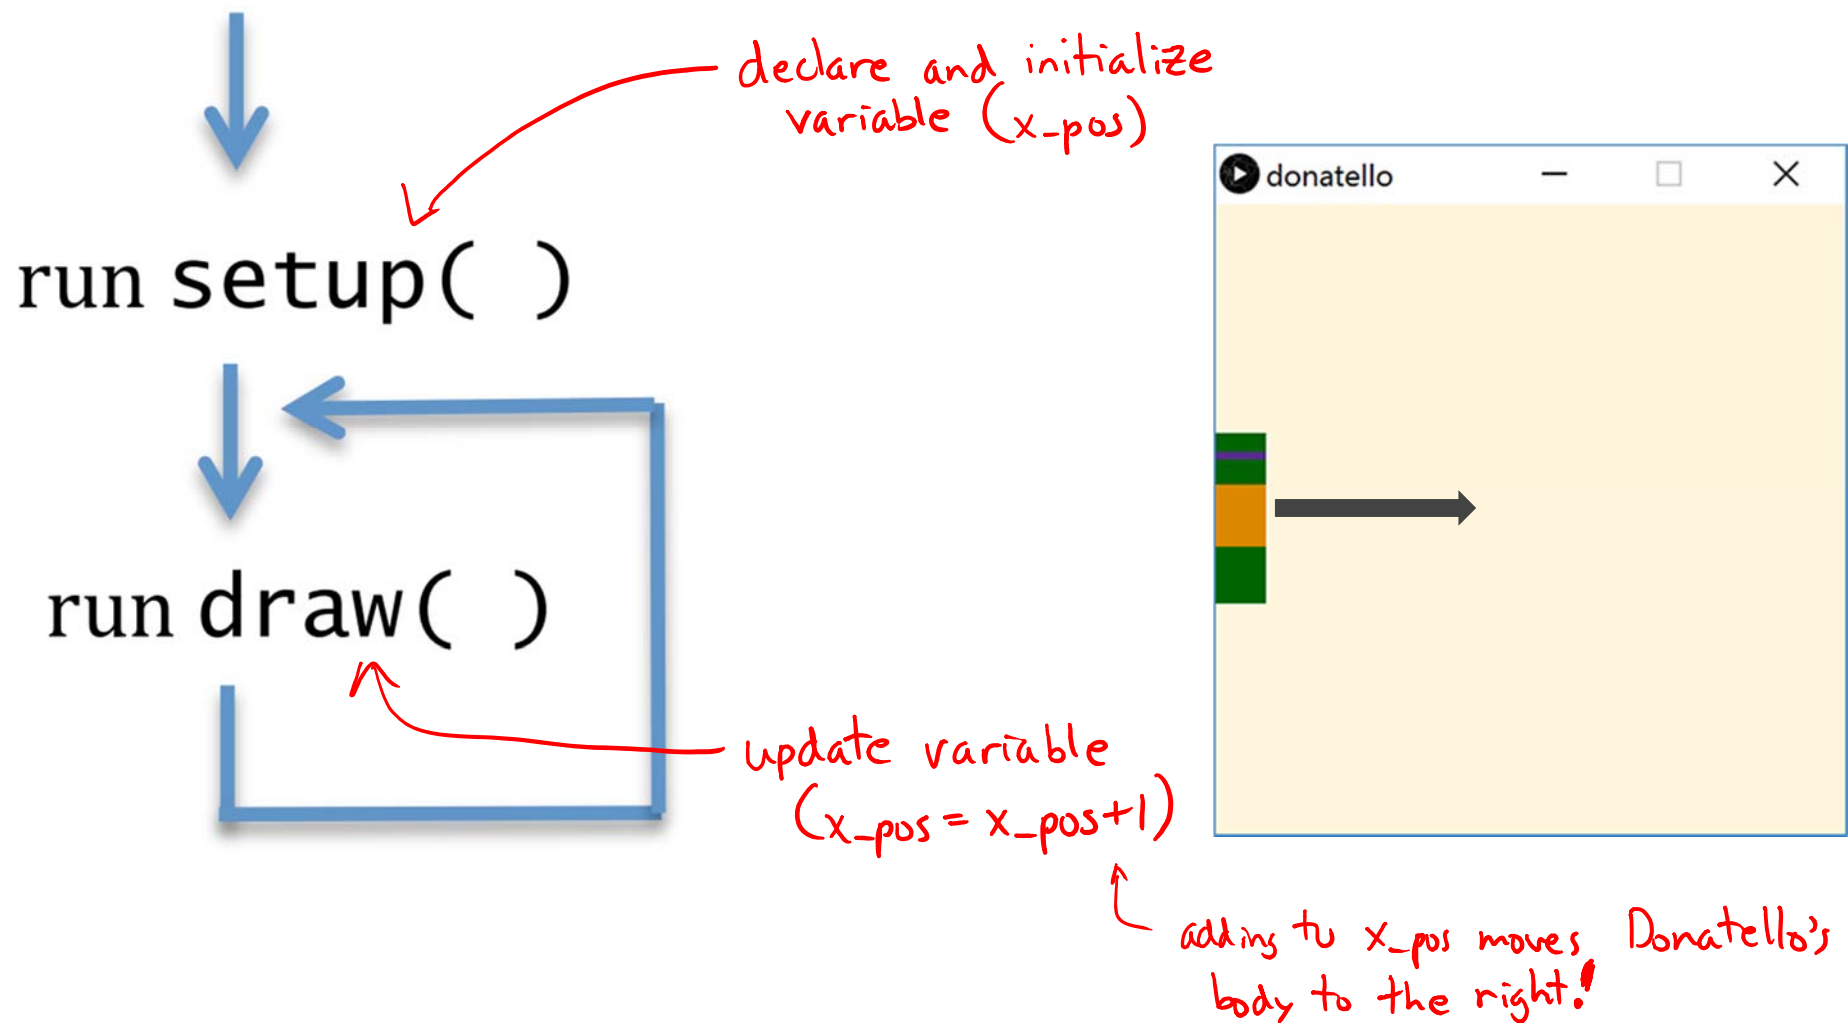 declare and initialize
variable (x_pos)
run setup( )
run draw( )
update variable
(x_pos = x_pos+1)
donatello
adding to x_pos moves Donatello's
body to the right!